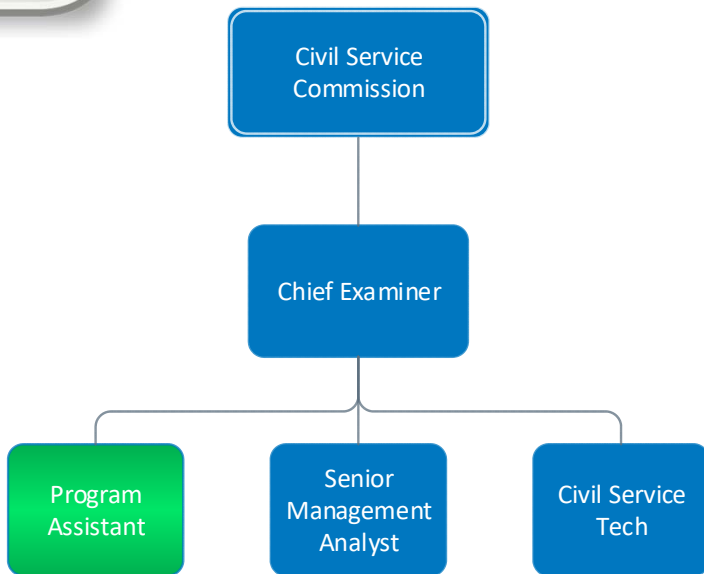 Civil Service
Commission
Chief Examiner
Program
Assistant
Senior
Management
Analyst
Civil Service
Tech